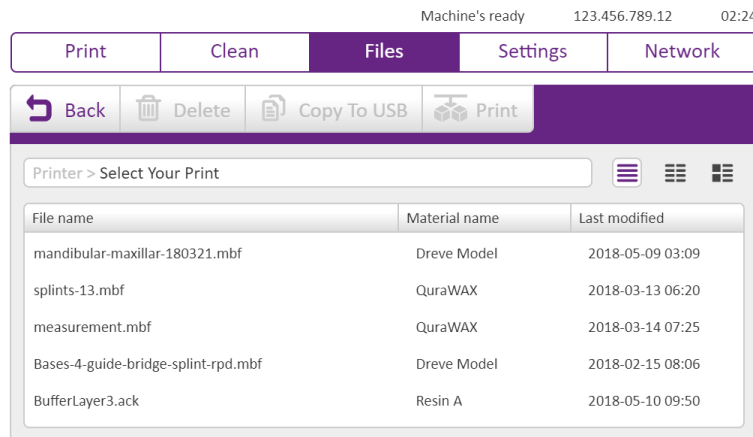 Machine's ready 123.456.789.12 02:24
Print Clean Files Settings Network
Back Delete Copy To USB Print
Printer > Select Your Print
File name Material name Last modified
mandibular-maxillar-180321.mbf Dreve Model 2018-05-09 03:09
splints-13.mbf QuraWAX 2018-03-13 06:20
measurement.mbf QuraWAX 2018-03-14 07:25
Bases-4-guide-bridge-splint-rpd.mbf Dreve Model 2018-02-15 08:06
BufferLayer3.ack Resin A 2018-05-10 09:50